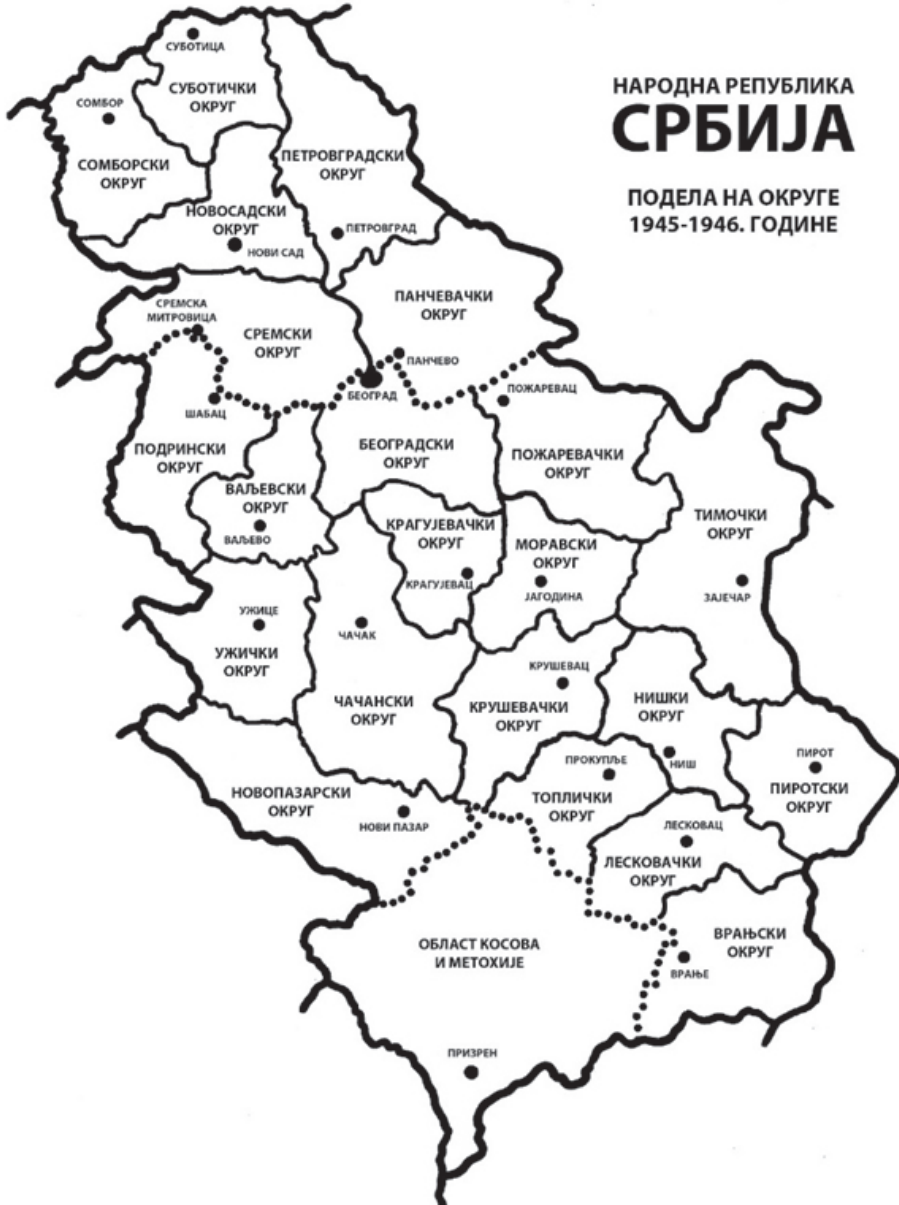 НАРОДНА РЕПУБЛИКА
СРБИЈА
ПОДЕЛА НА ОКРУГЕ
1945-1946. ГОДИНЕ
СУБОТИЦА
СУБОТИЧКИ
ОКРУГ
СОМБОР
СОМБОРСКИ
ОКРУГ
ПЕТРОВГРАДСКИ
ОКРУГ
НОВОСАДСКИ
ОКРУГ
НОВИ САД
ПЕТРОВГРАД
ПАНЧЕВАЧКИ
ОКРУГ
СРЕМСКА
МИТРОВИЦА
СРЕМСКИ
ОКРУГ
ПАНЧЕВО
БЕОГРАД
ПОЖАРЕВАЦ
ШАБАЦ
ПОДРИНСКИ
ОКРУГ
БЕОГРАДСКИ
ОКРУГ
ПОЖАРЕВАЧКИ
ОКРУГ
ВАЉЕВСКИ
ОКРУГ
ВАЉЕВО
КРАГУЈЕВАЧКИ
ОКРУГ
КРАГУЈЕВАЦ
МОРАВСКИ
ОКРУГ
ЈАГОДИНА
ТИМОЧКИ
ОКРУГ
ЗАЈЕЧАР
УЖИЦЕ
УЖИЧКИ
ОКРУГ
ЧАЧАК
ЧАЧАНСКИ
ОКРУГ
КРУШЕВАЦ
КРУШЕВАЧКИ
ОКРУГ
НИШКИ
ОКРУГ
НИШ
ПИРОТ
ПИРОТСКИ
ОКРУГ
ПРОКУПЉЕ
ТОПЛИЧКИ
ОКРУГ
НОВОПАЗАРСКИ
ОКРУГ
НОВИ ПАЗАР
ЛЕСКОВАЦ
ЛЕСКОВАЧКИ
ОКРУГ
ВРАЊСКИ
ОКРУГ
ВРАЊЕ
ОБЛАСТ КОСОВА
И МЕТОХИЈЕ
ПРИЗРЕН